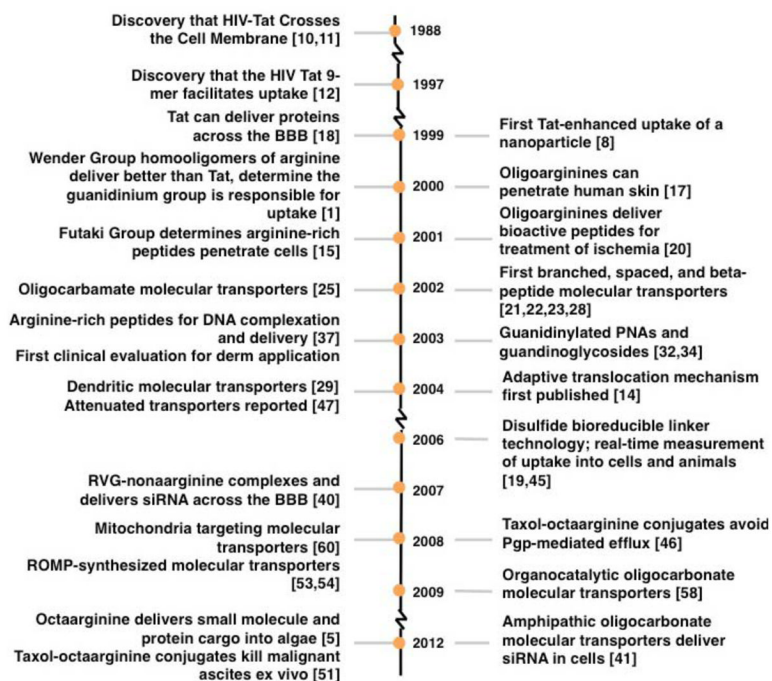 Discovery that HIV-Tat Crosses
the Cell Membrane [10,11]
1988
Discovery that the HIV Tat 9-
mer facilitates uptake [12]
1997
Tat can deliver proteins
across the BBB [18]
1999
First Tat-enhanced uptake of a
nanoparticle [8]
Wender Group homooligomers of arginine
deliver better than Tat, determine the
guanidinium group is responsible for
uptake [1]
2000
Oligoarginines can
penetrate human skin [17]
Futaki Group determines arginine-rich
peptides penetrate cells [15]
2001
Oligoarginines deliver
bioactive peptides for
treatment of ischemia [20]
Oligocarbamate molecular transporters [25]
2002
First branched, spaced, and beta-
peptide molecular transporters
[21,22,23,28]
Arginine-rich peptides for DNA complexation
and delivery [37]
First clinical evaluation for derm application
2003
Guanidinylated PNAs and
guandinoglycosides [32,34]
Dendritic molecular transporters [29]
Attenuated transporters reported [47]
2004
Adaptive translocation mechanism
first published [14]
2006
Disulfide bioreducible linker
technology; real-time measurement
of uptake into cells and animals
[19,45]
RVG-nonaarginine complexes and
delivers siRNA across the BBB [40]
2007
Mitochondria targeting molecular
transporters [60]
ROMP-synthesized molecular transporters
[53,54]
2008
Taxol-octaarginine conjugates avoid
Pgp-mediated efflux [46]
2009
Organocatalytic oligocarbonate
molecular transporters [58]
Octaarginine delivers small molecule and
protein cargo into algae [5]
Taxol-octaarginine conjugates kill malignant
ascites ex vivo [51]
2012
Amphipathic oligocarbonate
molecular transporters deliver
siRNA in cells [41]